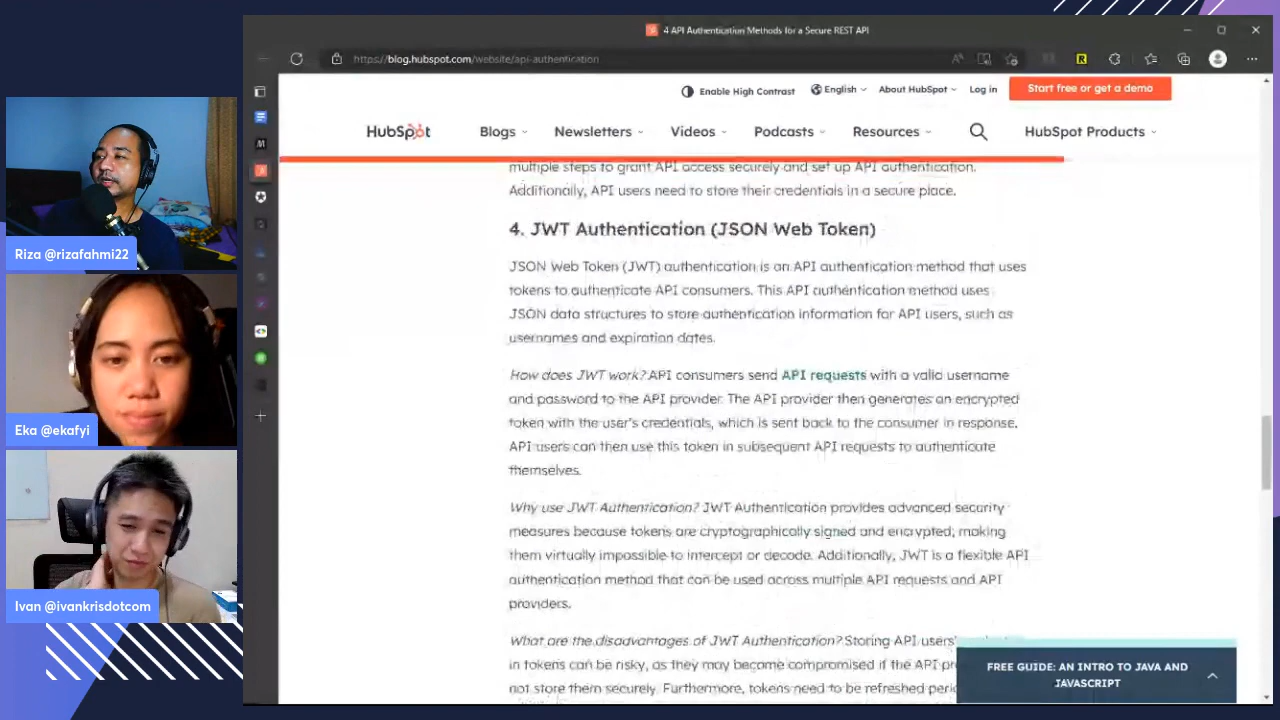 4 API Authentication Methods for a Secure REST API
https://blog.hubspot.com/website/api-authentication
Enable High Contrast
English
About HubSpot
Log in
Start free or get a demo
HubSpot
Blogs
Newsletters
Videos
Podcasts
Resources
HubSpot Products
multiple steps to grant API access securely and set up API authentication.
Additionally, API users need to store their credentials in a secure place.
4. JWT Authentication (JSON Web Token)
JSON Web Token (JWT) authentication is an API authentication method that uses
tokens to authenticate API consumers. This API authentication method uses
JSON data structures to store authentication information for API users, such as
usernames and expiration dates.
How does JWT work? API consumers send API requests with a valid username
and password to the API provider. The API provider then generates an encrypted
token with the user's credentials, which is sent back to the consumer in response.
API users can then use this token in subsequent API requests to authenticate
themselves.
Why use JWT Authentication? JWT Authentication provides advanced security
measures because tokens are cryptographically signed and encrypted, making
them virtually impossible to intercept or decode. Additionally, JWT is a flexible API
authentication method that can be used across multiple API requests and API
providers.
What are the disadvantages of JWT Authentication? Storing API users'
in tokens can be risky, as they may become compromised if the API
not store them securely. Furthermore, tokens need to be refreshed
FREE GUIDE: AN INTRO TO JAVA AND
JAVASCRIPT
Riza @rizafahmi22
Eka @ekafyi
Ivan @ivankrisdotcom